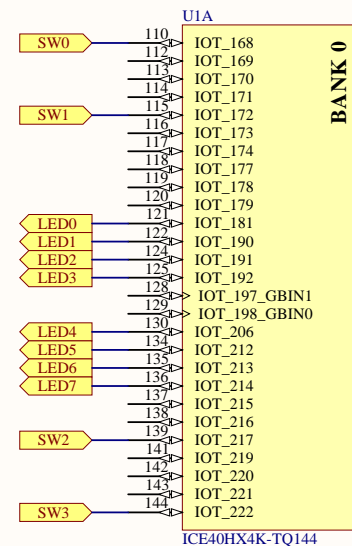 U1A
BANK 0
SW0 110 IOT_168
112 IOT_169
113 IOT_170
114 IOT_171
SW1 115 IOT_172
116 IOT_173
117 IOT_174
118 IOT_177
119 IOT_178
120 IOT_179
LED0 121 IOT_181
LED1 122 IOT_190
LED2 124 IOT_191
LED3 125 IOT_192
128 IOT_197_GBIN1
129 IOT_198_GBIN0
LED4 130 IOT_206
LED5 134 IOT_212
LED6 135 IOT_213
LED7 136 IOT_214
137 IOT_215
138 IOT_216
SW2 139 IOT_217
141 IOT_219
142 IOT_220
143 IOT_221
SW3 144 IOT_222
ICE40HX4K-TQ144